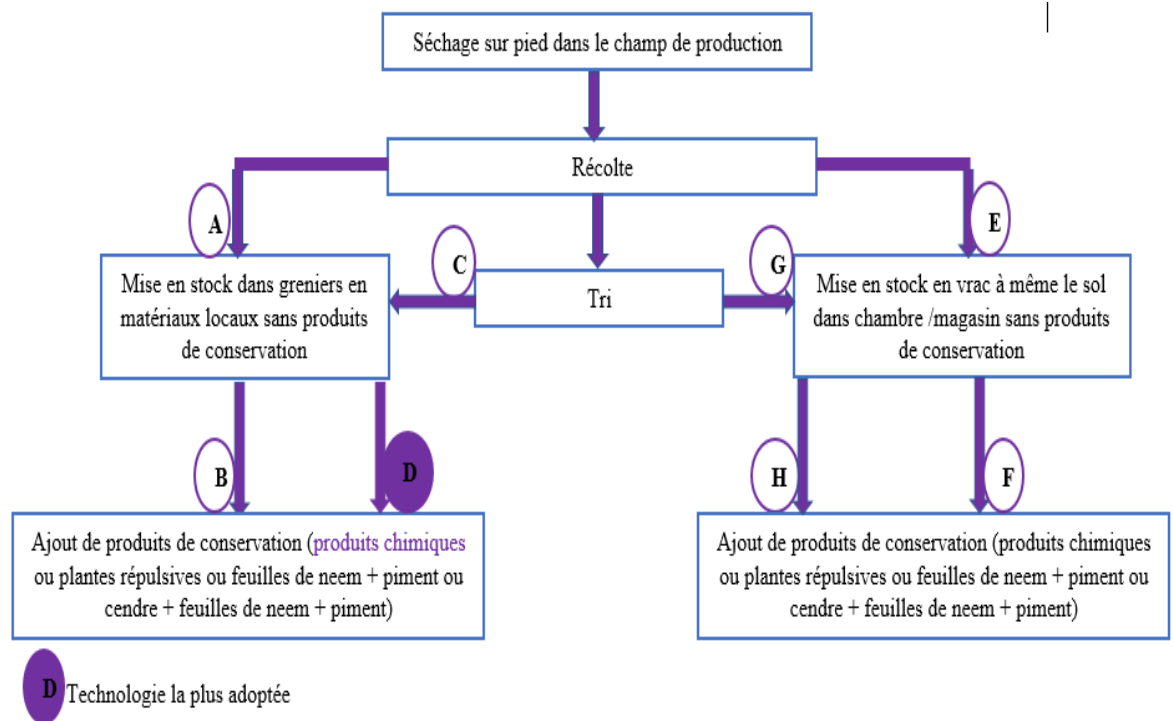 Séchage sur pied dans le champ de production
Récolte
A
E
C
G
Mise en stock dans greniers en
matériaux locaux sans produits
de conservation
Tri
Mise en stock en vrac à même le sol
dans chambre /magasin sans produits
de conservation
B
D
H
F
Ajout de produits de conservation (produits chimiques
ou plantes répulsives ou feuilles de neem + piment ou
cendre + feuilles de neem + piment)
Ajout de produits de conservation (produits chimiques
ou plantes répulsives ou feuilles de neem + piment ou
cendre + feuilles de neem + piment)
D Technologie la plus adoptée